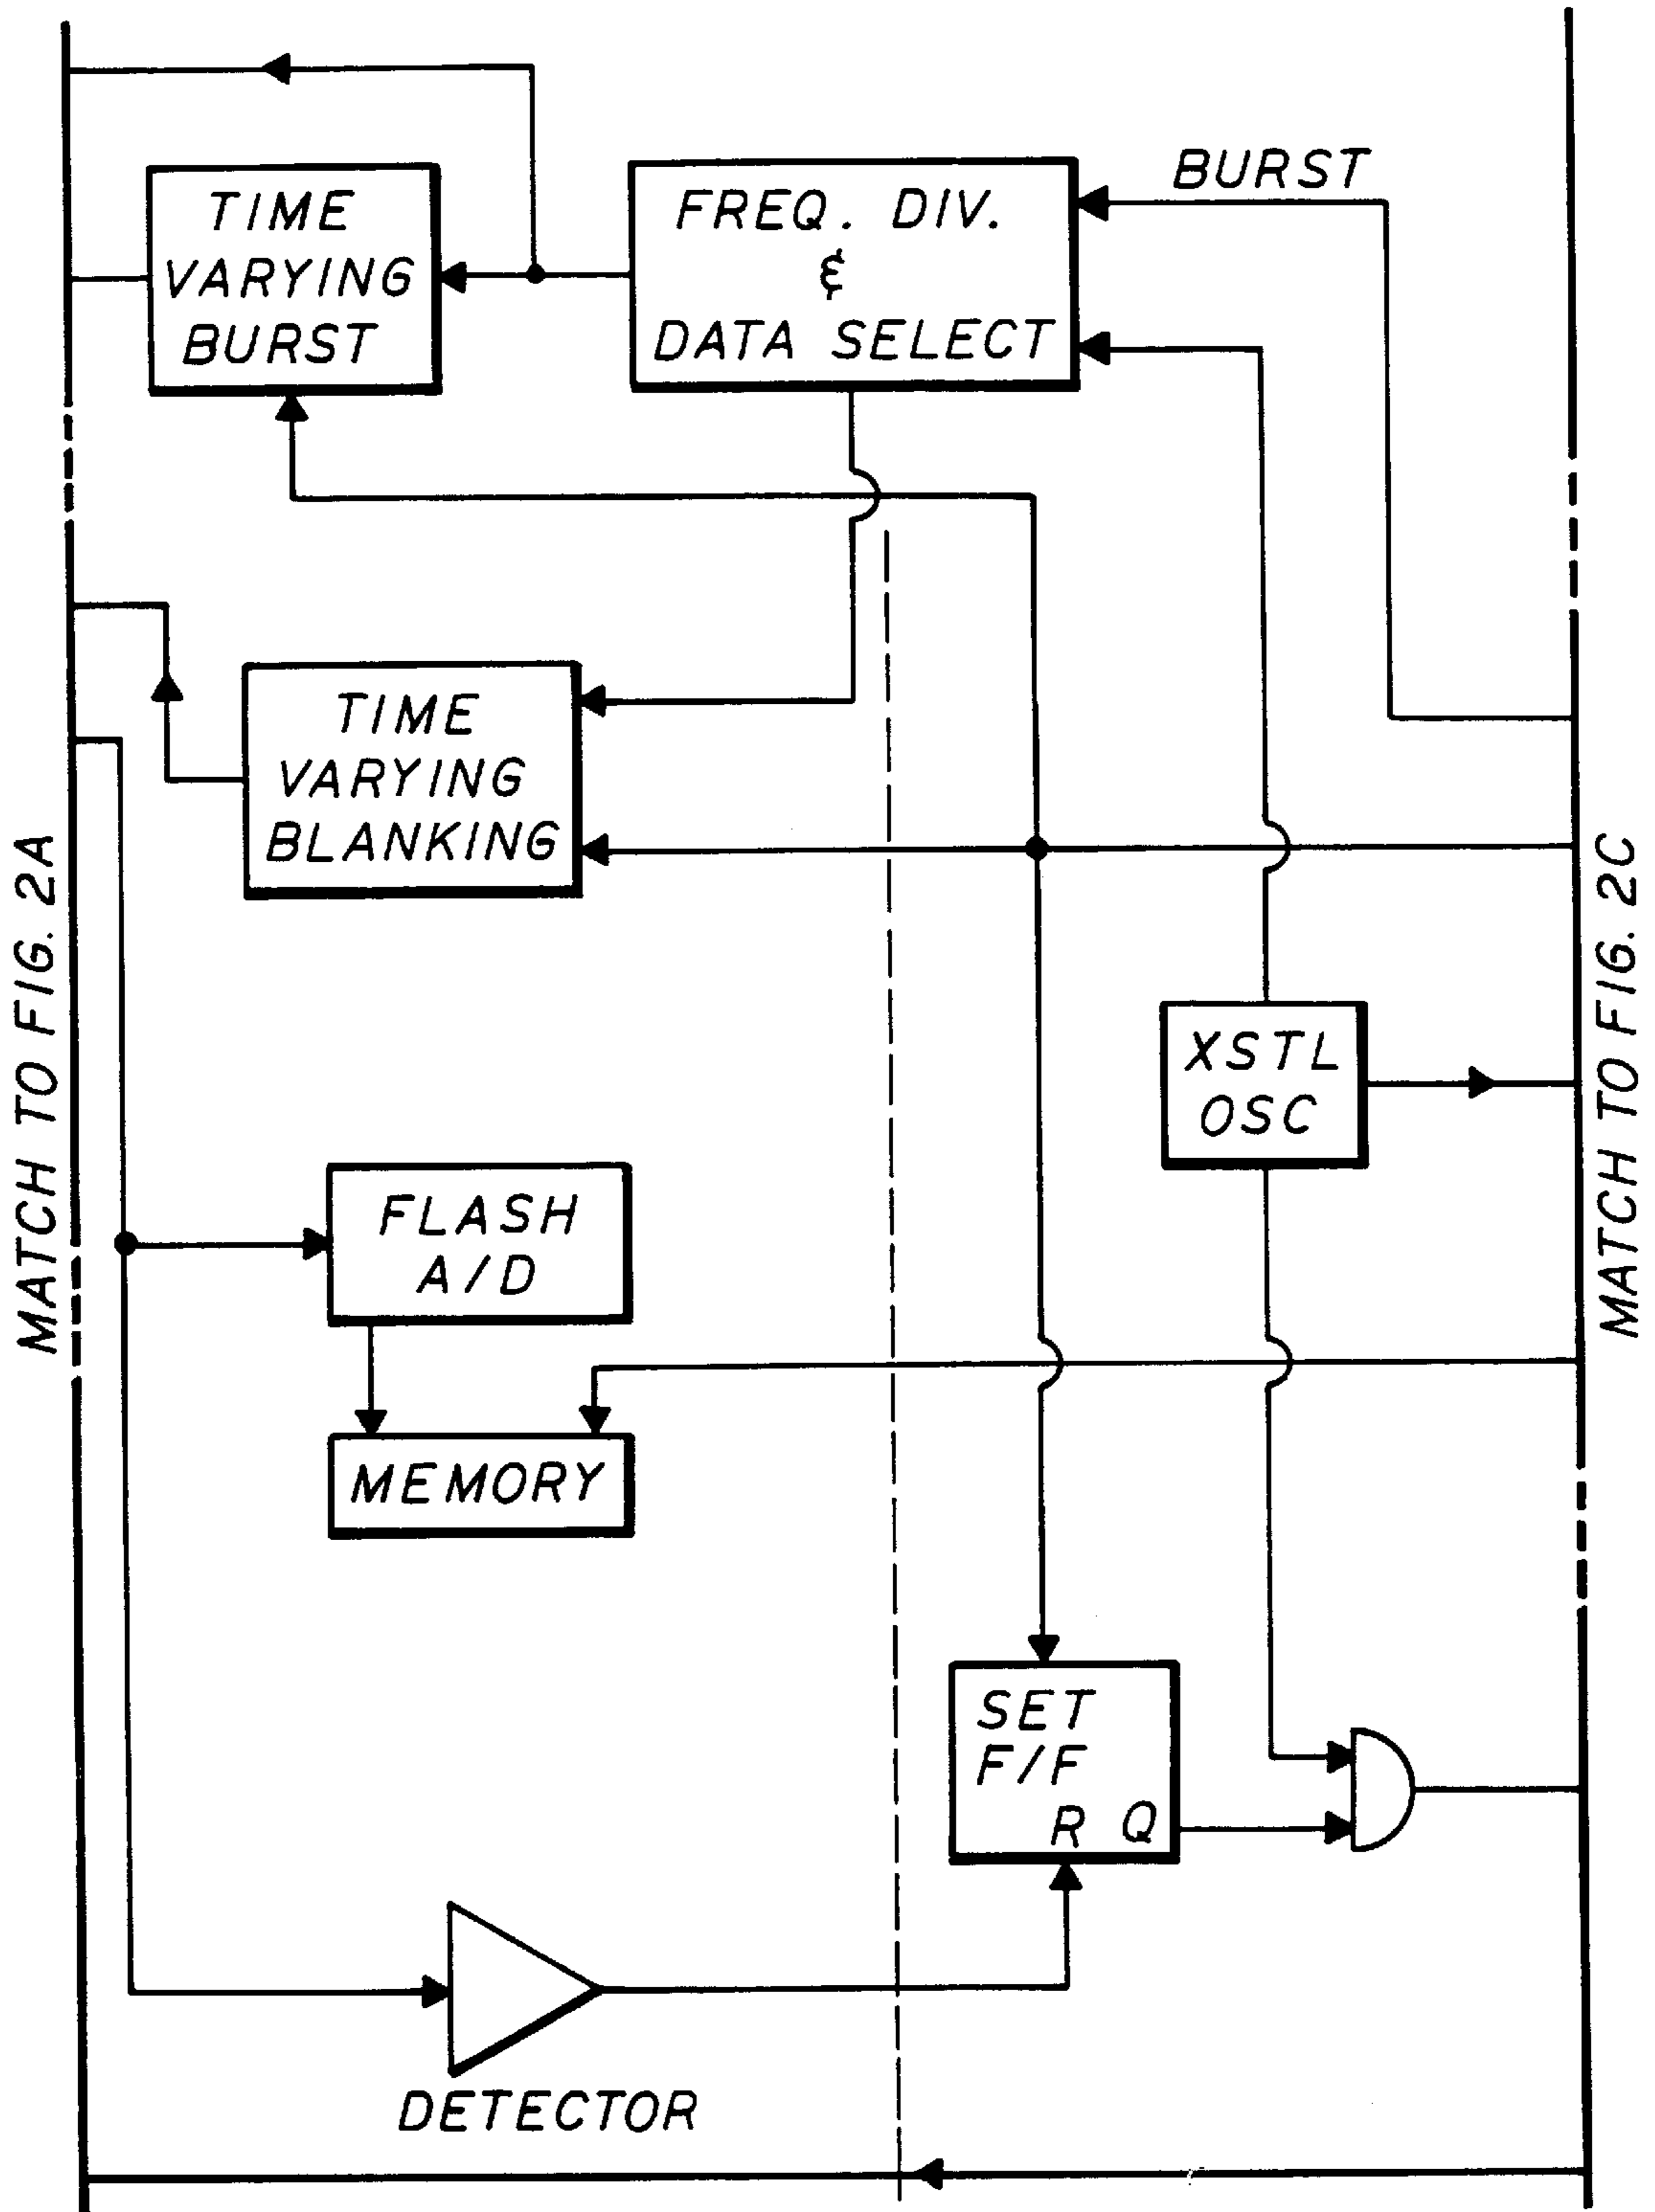 BURST
TIME
VARYING
BURST
FREQ. DIV.
&
DATA SELECT
TIME
VARYING
BLANKING
MATCH TO FIG. 2A
MATCH TO FIG. 2C
XSTL
OSC
FLASH
A/D
MEMORY
SET
F/F
R Q
DETECTOR